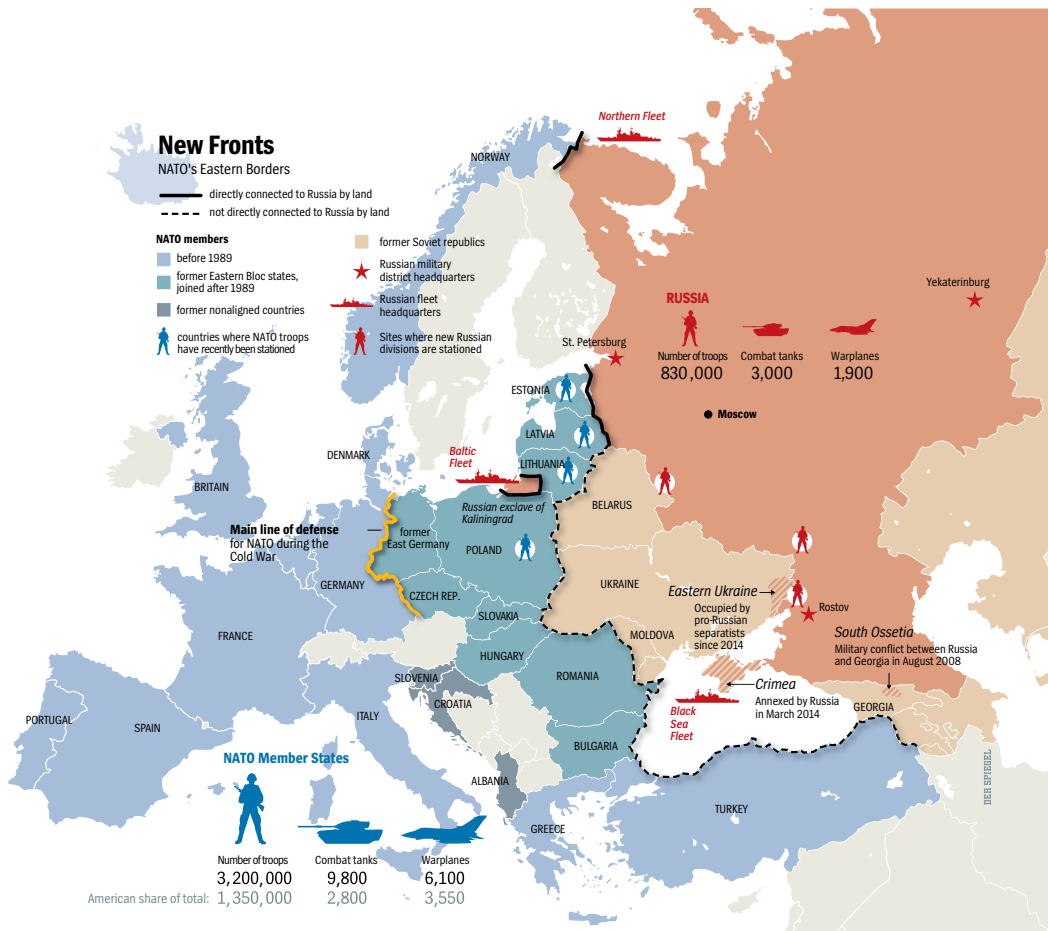 New Fronts
NATO's Eastern Borders
directly connected to Russia by land
not directly connected to Russia by land
NATO members
before 1989
former Eastern Bloc states,
joined after 1989
former nonaligned countries
countries where NATO troops
have recently been stationed
former Soviet republics
Russian military
district headquarters
Russian fleet
headquarters
Sites where new Russian
divisions are stationed
Northern Fleet
NORWAY
Yekaterinburg
RUSSIA
Number of troops
830,000
Combat tanks
3,000
Warplanes
1,900
St. Petersburg
Moscow
ESTONIA
LATVIA
LITHUANIA
Baltic
Fleet
Russian exclave of
Kaliningrad
DENMARK
BRITAIN
BELARUS
Main line of defense
for NATO during the
Cold War
former
East Germany
POLAND
GERMANY
CZECH REP.
UKRAINE
Eastern Ukraine
Occupied by
pro-Russian
separatists
since 2014
Rostov
SLOVAKIA
MOLDOVA
South Ossetia
Military conflict between Russia
and Georgia in August 2008
FRANCE
HUNGARY
ROMANIA
SLOVENIA
CROATIA
Crimea
Annexed by Russia
in March 2014
GEORGIA
Black
Sea
Fleet
PORTUGAL
SPAIN
ITALY
BULGARIA
ALBANIA
GREECE
TURKEY
DER SPIEGEL
NATO Member States
Number of troops
3,200,000
Combat tanks
9,800
Warplanes
6,100
American share of total:
1,350,000
2,800
3,550